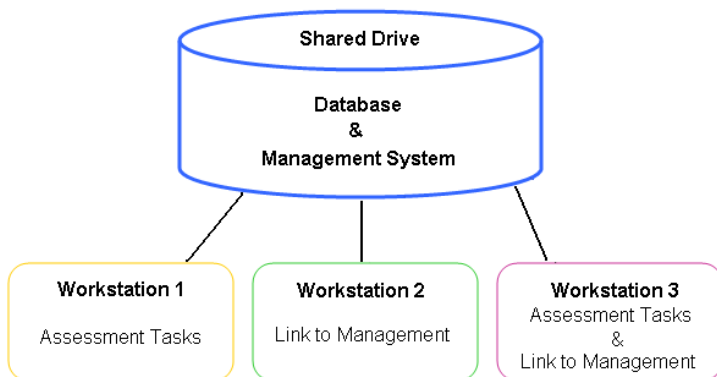 Shared Drive
Database
&
Management System
Workstation 1
Assessment Tasks
Workstation 2
Link to Management
Workstation 3
Assessment Tasks
&
Link to Management